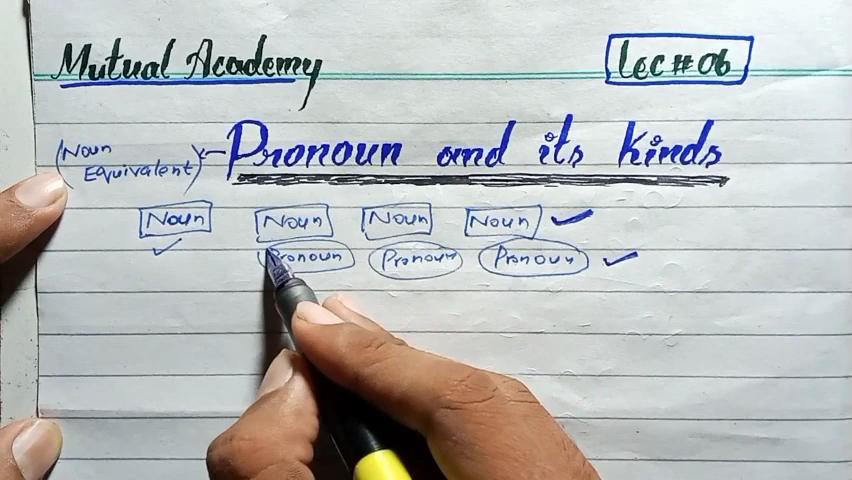 Mutual Academy Lec # 06
(Noun Equivalent) Pronoun and its Kinds
Noun Noun Noun Noun
Pronoun Pronoun Pronoun